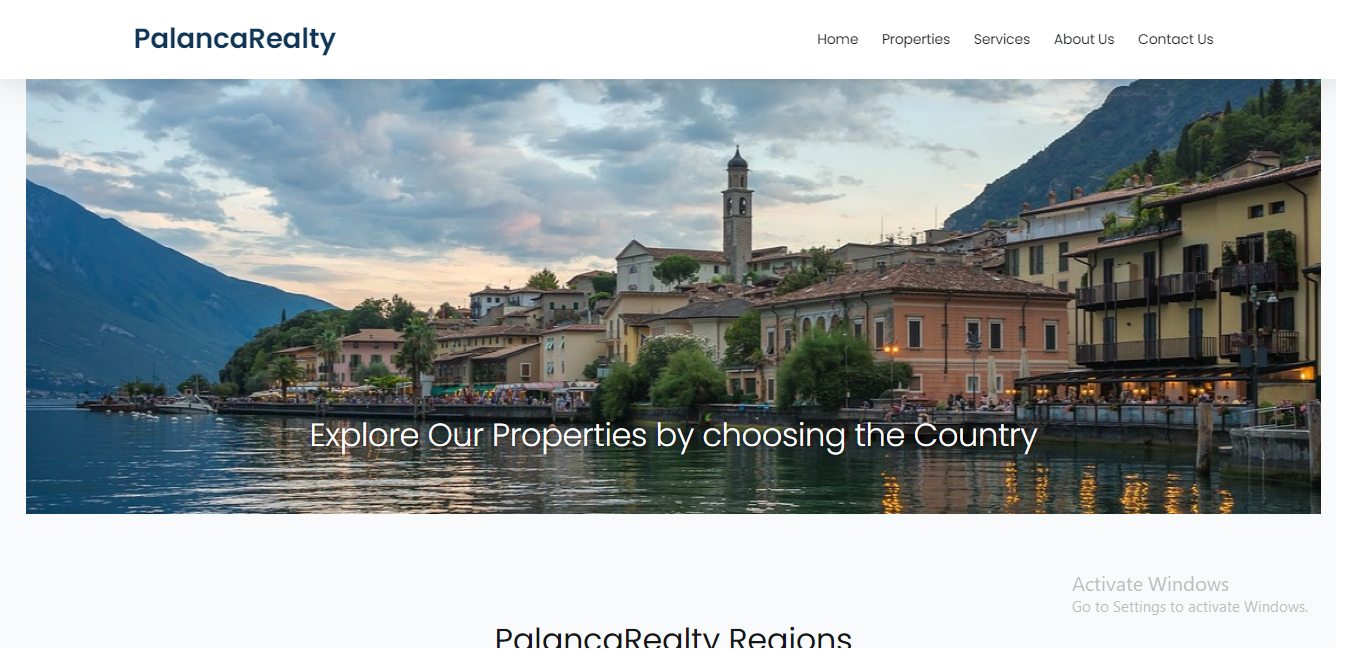 PalancaRealty
Home Properties Services About Us Contact Us
Explore Our Properties by choosing the Country
Activate Windows
Go to Settings to activate Windows.
PalancaRealty Regions